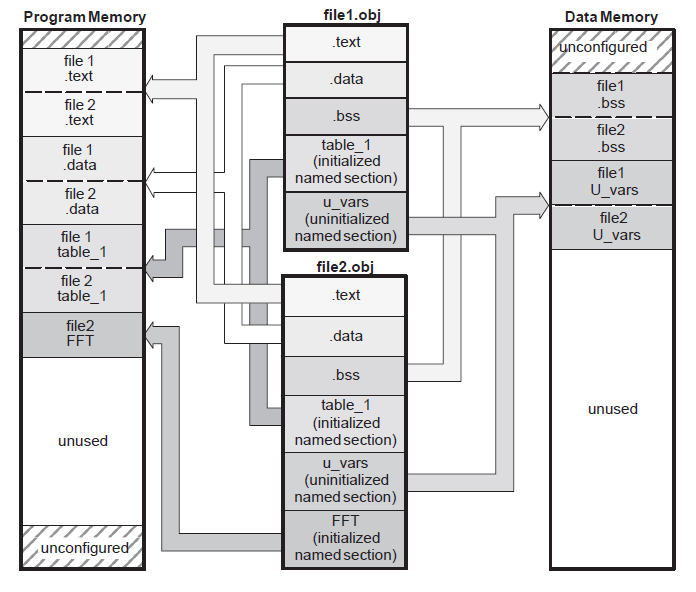 Program Memory
file 1
.text
file 2
.text
file 1
.data
file 2
.data
file 1
table_1
file 2
table_1
file2
FFT
unused
unconfigured
file1.obj
.text
.data
.bss
table_1
(initialized
named section)
u_vars
(uninitialized
named section)
file2.obj
.text
.data
.bss
table_1
(initialized
named section)
u_vars
(uninitialized
named section)
FFT
(initialized
named section)
Data Memory
unconfigured
file1
.bss
file2
.bss
file1
U_vars
file2
U_vars
unused